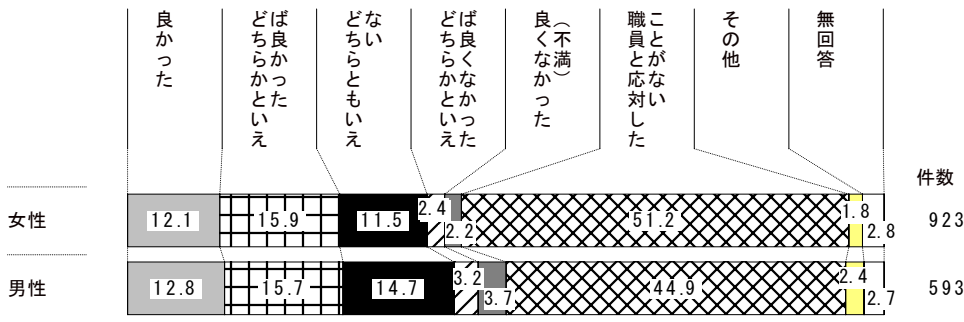 良かった
どちらかといえ
ば良かった
どちらともいえ
ない
どちらかといえ
ば良くなかった
良くなかった
（不満）
職員と応対した
ことがない
その他
無回答
件数
女性 12.1 15.9 11.5 2.4 2.2 51.2 1.8 2.8 923
男性 12.8 15.7 14.7 3.2 3.7 44.9 2.4 2.7 593